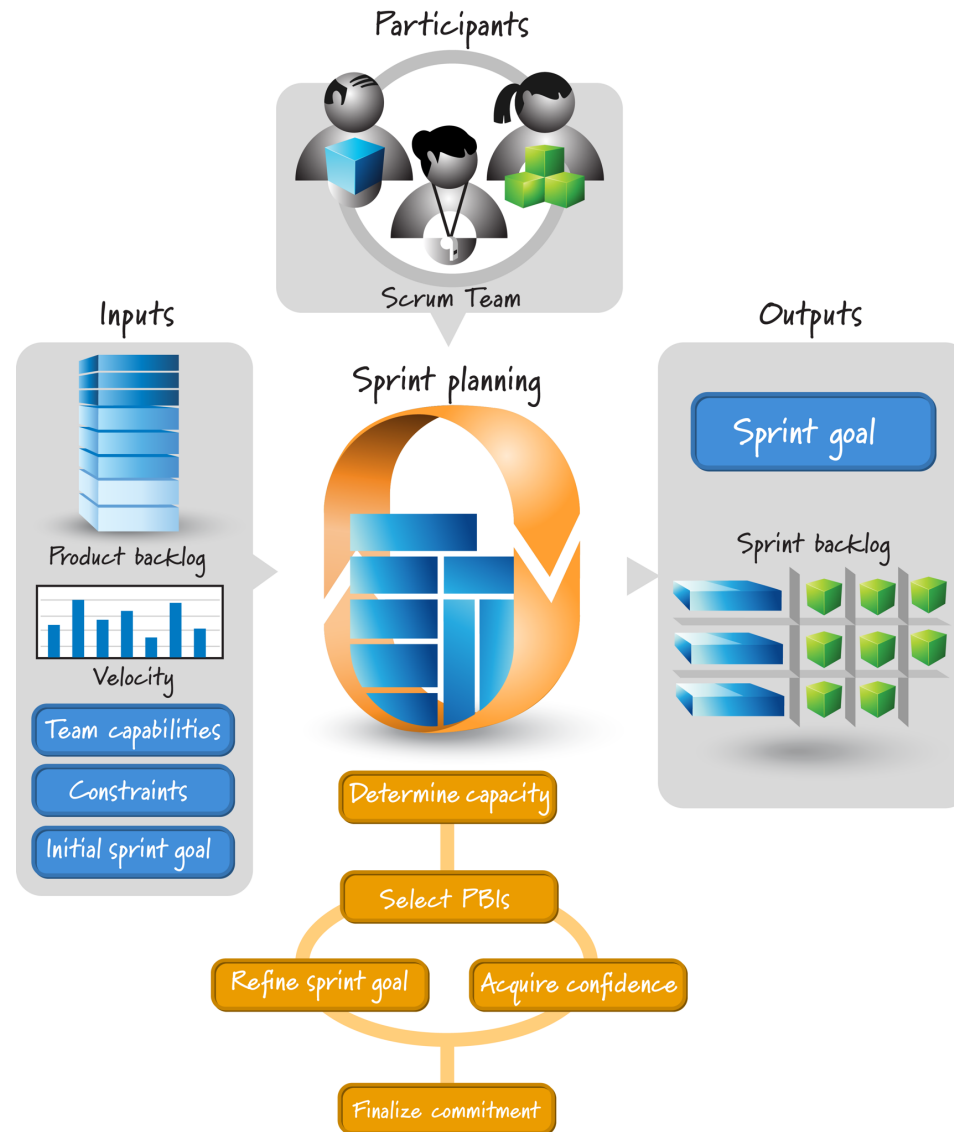 Participants
Scrum Team
Inputs
Product backlog
Velocity
Team capabilities
Constraints
Initial sprint goal
Sprint planning
Outputs
Sprint goal
Sprint backlog
Determine capacity
Select PBIs
Refine sprint goal
Acquire confidence
Finalize commitment